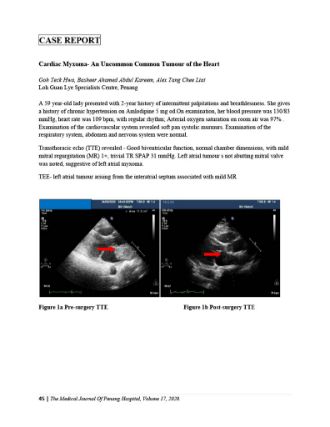 CASE REPORT
Cardiac Myxoma- An Uncommon Common Tumour of the Heart
Goh Teck Hwa, Basheer Ahamed Abdul Kareem, Alex Tang Chee
Loh Guan Lye Specialists Centre, Penang
A 59 year-old lady presented with 2-year history of intermittent palpitations and breathlessness. She gives
a history of chronic hypertension on Amlodipine 5 mg od On examination, her blood pressure was 130/83
mmHg, heart rate was 109 bpm, with regular rhythm; Arterial oxygen saturation on room air was 97%.
Examination of the cardiovascular system revealed soft pan systolic murmurs. Examination of the
respiratory system, abdomen and nervous system were normal.
Transthoracic echo (TTE) revealed - Good biventricular function, normal chamber dimensions, with mild
mitral regurgitation (MR) 1+, trivial TR SPAP 31 mmHg. Left atrial tumour s not abutting mitral valve
was noted, suggestive of left atrial myxoma.
TEE- left atrial tumour arising from the interatrial septum associated with mild MR
Figure 1a Pre-surgery TTE
Figure 1b Post-surgery TTE
45 | The Medical Journal Of Penang Hospital, Volume 17, 2020.